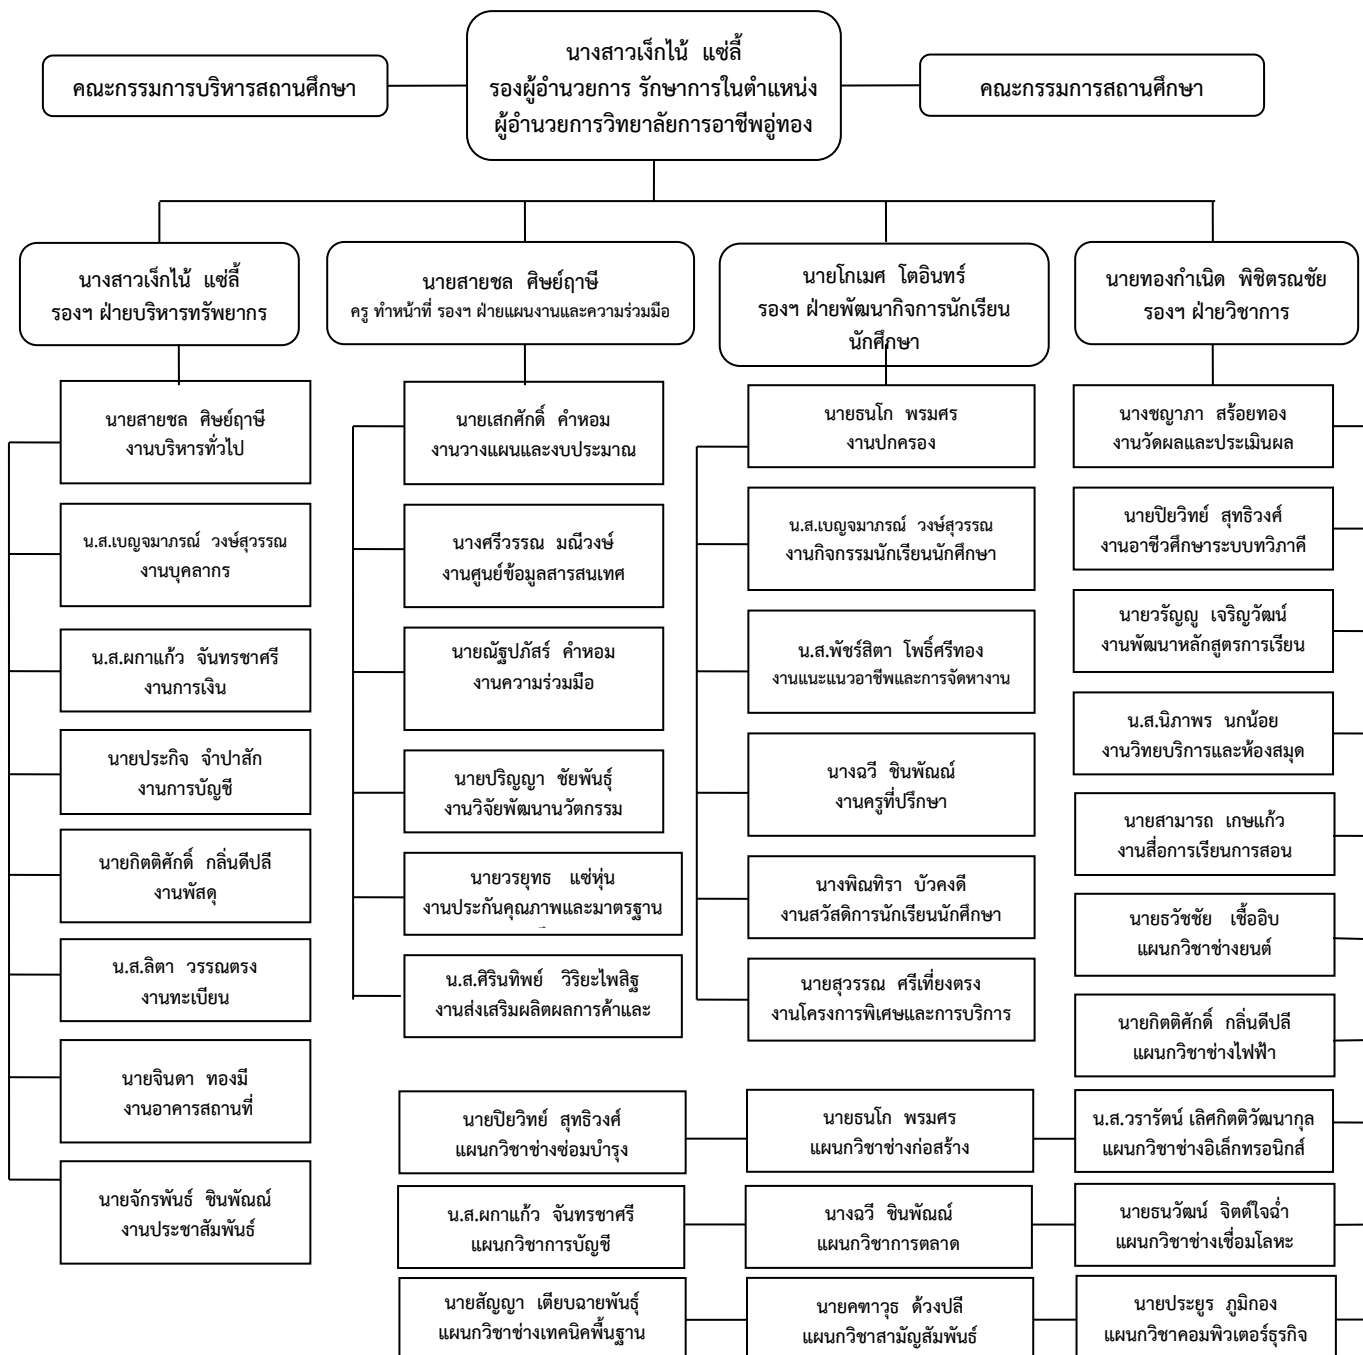 นางสาวเง็กไน้ แซ่ลี้
รองผู้อำนวยการ รักษาการในตำแหน่ง
ผู้อำนวยการวิทยาลัยการอาชีพอู่ทอง
คณะกรรมการบริหารสถานศึกษา
คณะกรรมการสถานศึกษา
นางสาวเง็กไน้ แซ่ลี้
รองฯ ฝ่ายบริหารทรัพยากร
นายสายชล ศิษย์ฤาษี
ครู ทำหน้าที่ รองฯ ฝ่ายแผนงานและความร่วมมือ
นายโกเมศ โตอินทร์
รองฯ ฝ่ายพัฒนากิจการนักเรียน
นักศึกษา
นายทองกำเนิด พิชิตรณชัย
รองฯ ฝ่ายวิชาการ
นายสายชล ศิษย์ฤาษี
งานบริหารทั่วไป
น.ส.เบญจมาภรณ์ วงษ์สุวรรณ
งานบุคลากร
น.ส.ผกาแก้ว จันทรชาศรี
งานการเงิน
นายประกิจ จำปาสัก
งานการบัญชี
นายกิตติศักดิ์ กลิ่นดีปลี
งานพัสดุ
น.ส.ลิตา วรรณตรง
งานทะเบียน
นายจินดา ทองมี
งานอาคารสถานที่
นายจักรพันธ์ ชินพัณณ์
งานประชาสัมพันธ์
นายเสกศักดิ์ คำหอม
งานวางแผนและงบประมาณ
นางศรีวรรณ มณีวงษ์
งานศูนย์ข้อมูลสารสนเทศ
นายณัฐปภัสร์ คำหอม
งานความร่วมมือ
นายปริญญา ชัยพันธุ์
งานวิจัยพัฒนานวัตกรรม
นายวรยุทธ แซ่หุ่น
งานประกันคุณภาพและมาตรฐาน
น.ส.ศิรินทิพย์ วิริยะไพสิฐ
งานส่งเสริมผลิตผลการค้าและ
นายธนโก พรมศร
งานปกครอง
น.ส.เบญจมาภรณ์ วงษ์สุวรรณ
งานกิจกรรมนักเรียนนักศึกษา
น.ส.พัชร์สิตา โพธิ์ศรีทอง
งานแนะแนวอาชีพและการจัดหางาน
นางฉวี ชินพัณณ์
งานครูที่ปรึกษา
นางพิณทิรา บัวคงดี
งานสวัสดิการนักเรียนนักศึกษา
นายสุวรรณ ศรีเที่ยงตรง
งานโครงการพิเศษและการบริการ
นางชญาภา สร้อยทอง
งานวัดผลและประเมินผล
นายปิยวิทย์ สุทธิวงศ์
งานอาชีวศึกษาระบบทวิภาคี
นายวรัญญู เจริญวัฒน์
งานพัฒนาหลักสูตรการเรียน
น.ส.นิภาพร นกน้อย
งานวิทยบริการและห้องสมุด
นายสามารถ เกษแก้ว
งานสื่อการเรียนการสอน
นายธวัชชัย เชื้ออิบ
แผนกวิชาช่างยนต์
นายกิตติศักดิ์ กลิ่นดีปลี
แผนกวิชาช่างไฟฟ้า
นายปิยวิทย์ สุทธิวงศ์
แผนกวิชาช่างซ่อมบำรุง
นายธนโก พรมศร
แผนกวิชาช่างก่อสร้าง
น.ส.วรารัตน์ เลิศกิตติวัฒนากุล
แผนกวิชาช่างอิเล็กทรอนิกส์
น.ส.ผกาแก้ว จันทรชาศรี
แผนกวิชาการบัญชี
นางฉวี ชินพัณณ์
แผนกวิชาการตลาด
นายธนวัฒน์ จิตต์ใจฉ่ำ
แผนกวิชาช่างเชื่อมโลหะ
นายสัญญา เตียบฉายพันธุ์
แผนกวิชาช่างเทคนิคพื้นฐาน
นายคฑาวุธ ด้วงปลี
แผนกวิชาสามัญสัมพันธ์
นายประยูร ภูมิกอง
แผนกวิชาคอมพิวเตอร์ธุรกิจ